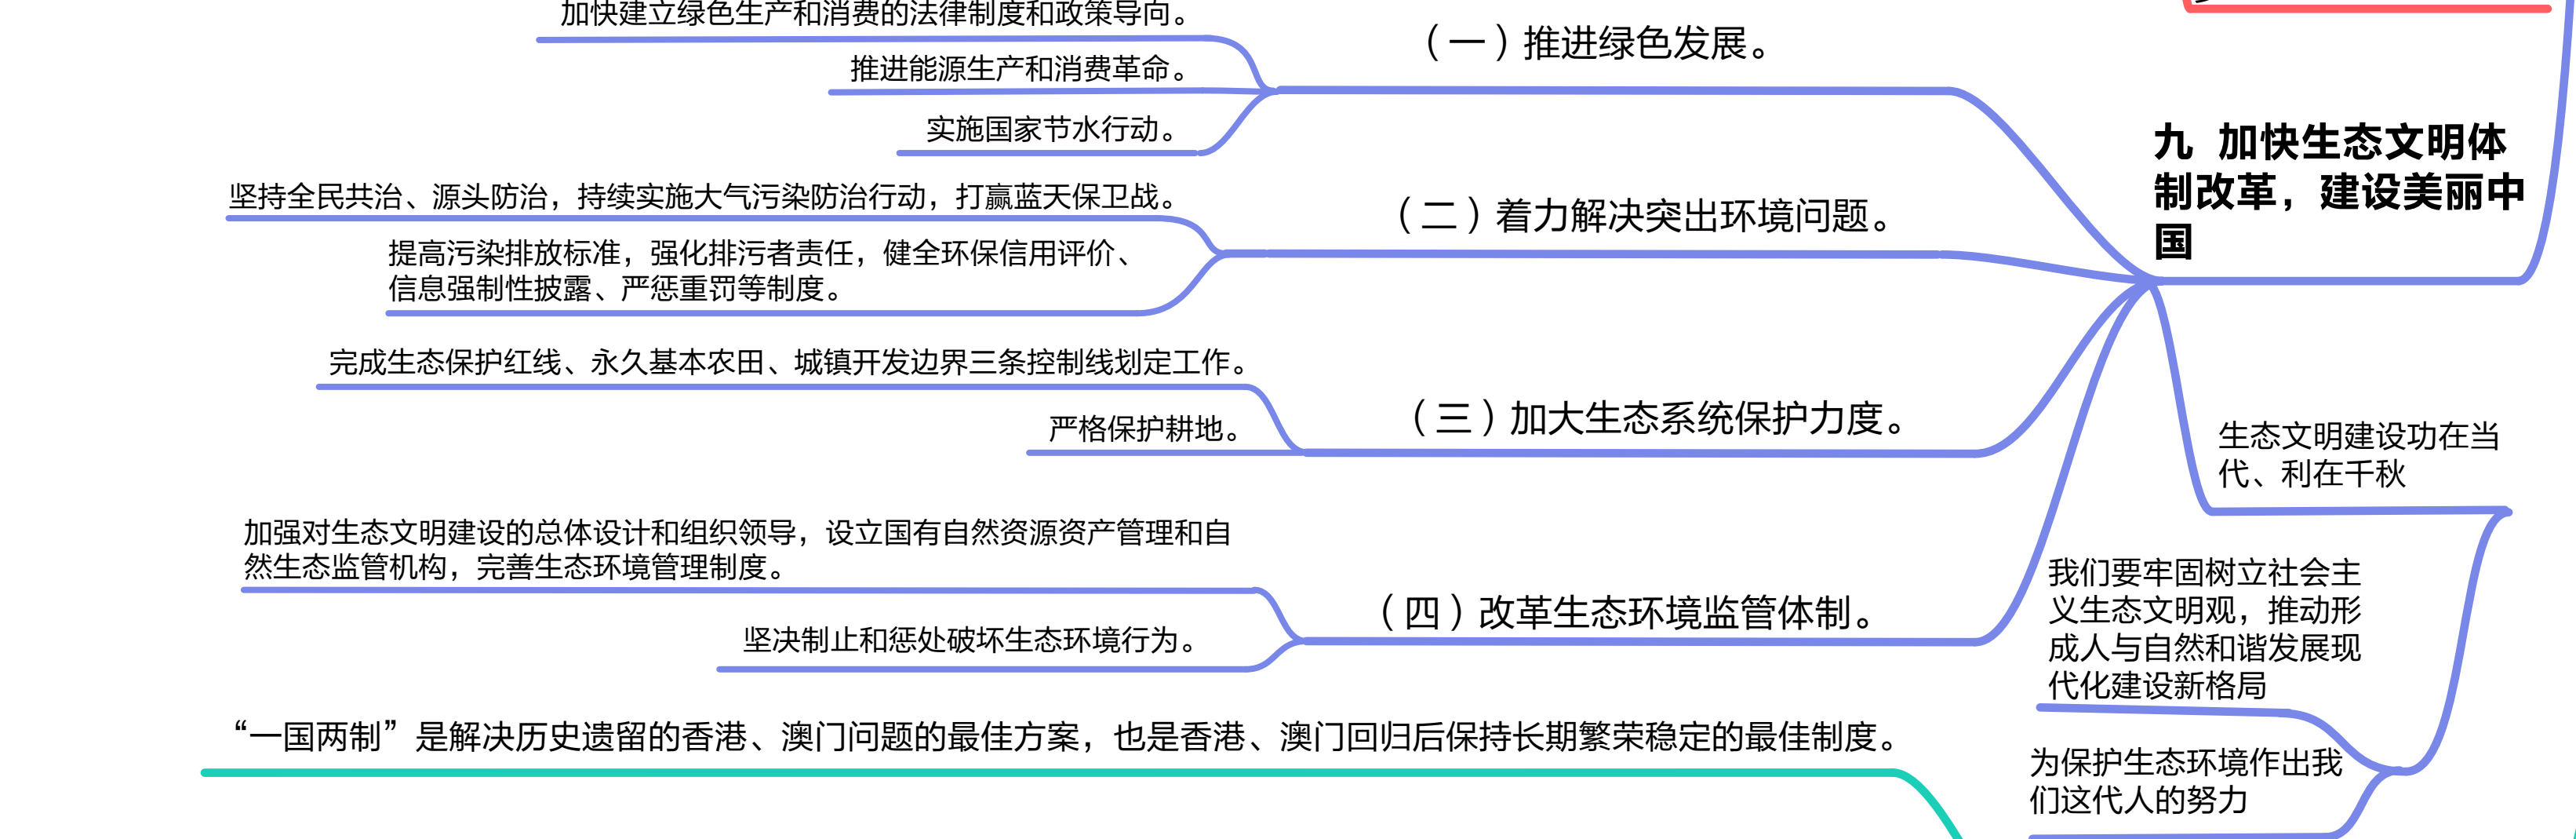 加快建立绿色生产和消费的法律制度和政策导向。
推进能源生产和消费革命。
实施国家节水行动。
（一）推进绿色发展。
九 加快生态文明体
制改革，建设美丽中
国
坚持全民共治、源头防治，持续实施大气污染防治行动，打赢蓝天保卫战。
提高污染排放标准，强化排污者责任，健全环保信用评价、
信息强制性披露、严惩重罚等制度。
（二）着力解决突出环境问题。
完成生态保护红线、永久基本农田、城镇开发边界三条控制线划定工作。
严格保护耕地。
（三）加大生态系统保护力度。
加强对生态文明建设的总体设计和组织领导，设立国有自然资源资产管理和自
然生态监管机构，完善生态环境管理制度。
坚决制止和惩处破坏生态环境行为。
（四）改革生态环境监管体制。
生态文明建设功在当
代、利在千秋
我们要牢固树立社会主
义生态文明观，推动形
成人与自然和谐发展现
代化建设新格局
为保护生态环境作出我
们这代人的努力
“一国两制”是解决历史遗留的香港、澳门问题的最佳方案，也是香港、澳门回归后保持长期繁荣稳定的最佳制度。